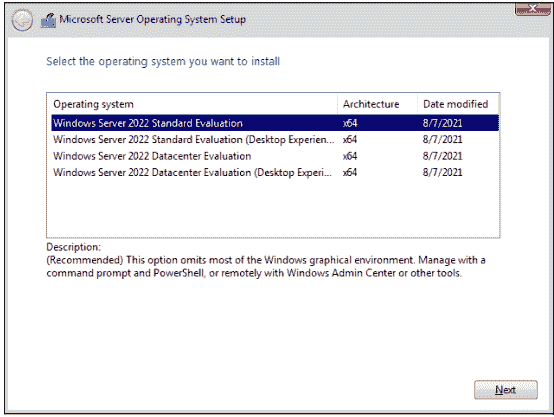 Microsoft Server Operating System Setup
Select the operating system you want to install
Operating system Architecture Date modified
Windows Server 2022 Standard Evaluation x64 8/7/2021
Windows Server 2022 Standard Evaluation (Desktop Experien... x64 8/7/2021
Windows Server 2022 Datacenter Evaluation x64 8/7/2021
Windows Server 2022 Datacenter Evaluation (Desktop Experi... x64 8/7/2021
Description:
(Recommended) This option omits most of the Windows graphical environment. Manage with a
command prompt and PowerShell, or remotely with Windows Admin Center or other tools.
Next